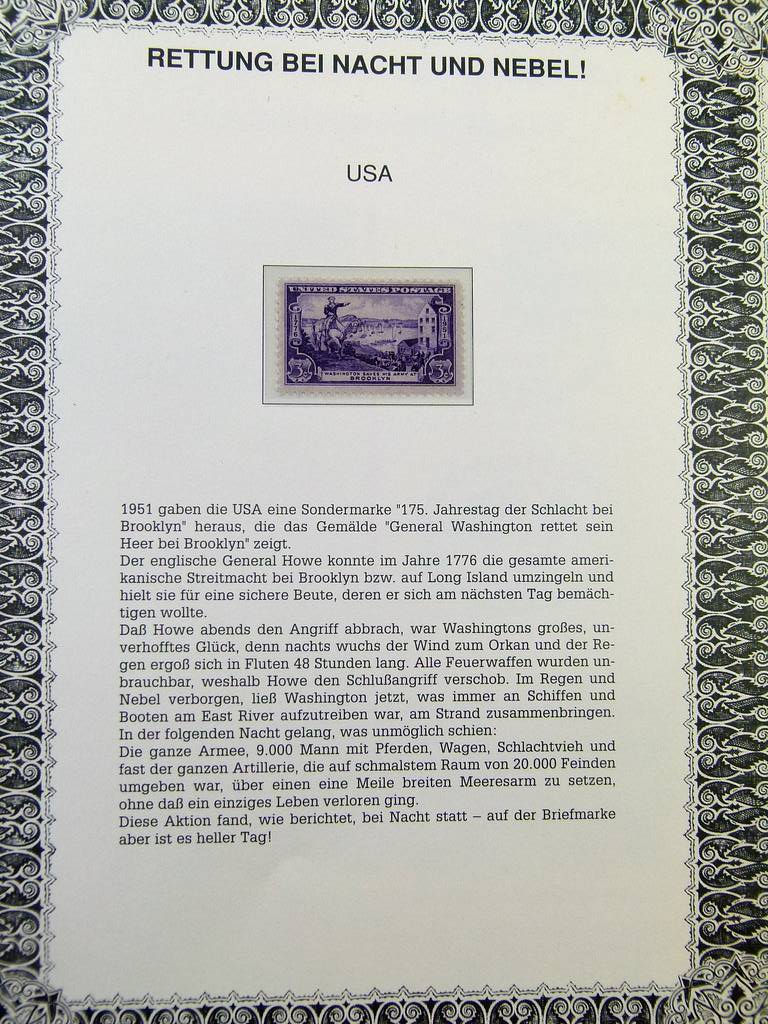 RETTUNG BEI NACHT UND NEBEL!
USA
UNITED STATES POSTAGE
1776
1951
3¢
3¢
WASHINGTON SAVES HIS ARMY AT
BROOKLYN
1951 gaben die USA eine Sondermarke "175. Jahrestag der Schlacht bei
Brooklyn" heraus, die das Gemälde "General Washington rettet sein
Heer bei Brooklyn" zeigt.
Der englische General Howe konnte im Jahre 1776 die gesamte ameri-
kanische Streitmacht bei Brooklyn bzw. auf Long Island umzingeln und
hielt sie für eine sichere Beute, deren er sich am nächsten Tag bemäch-
tigen wollte.
Daß Howe abends den Angriff abbrach, war Washingtons großes, un-
verhofftes Glück, denn nachts wuchs der Wind zum Orkan und der Re-
gen ergoß sich in Fluten 48 Stunden lang. Alle Feuerwaffen wurden un-
brauchbar, weshalb Howe den Schlußangriff verschob. Im Regen und
Nebel verborgen, ließ Washington jetzt, was immer an Schiffen und
Booten am East River aufzutreiben war, am Strand zusammenbringen.
In der folgenden Nacht gelang, was unmöglich schien:
Die ganze Armee, 9.000 Mann mit Pferden, Wagen, Schlachtvieh und
fast der ganzen Artillerie, die auf schmalstem Raum von 20.000 Feinden
umgeben war, über einen eine Meile breiten Meeresarm zu setzen,
ohne daß ein einziges Leben verloren ging.
Diese Aktion fand, wie berichtet, bei Nacht statt – auf der Briefmarke
aber ist es heller Tag!